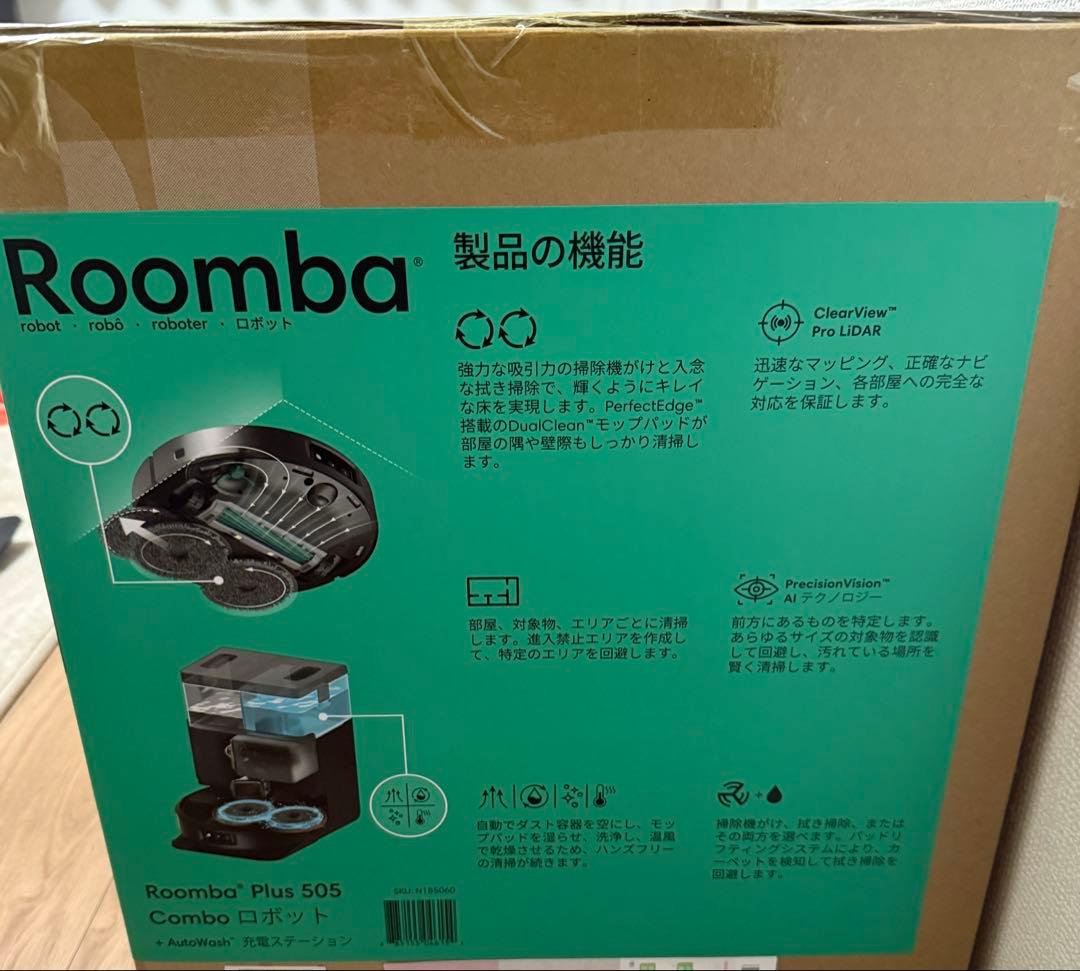 Roomba®
robot · robô · roboter · ロボット
製品の機能
強力な吸引力の掃除機がけと入念
な拭き掃除で、輝くようにキレイ
な床を実現します。PerfectEdge™
搭載のDualClean™モップパッドが
部屋の隅や壁際もしっかり清掃し
ます。
ClearView™
Pro LiDAR
迅速なマッピング、正確なナビ
ゲーション、各部屋への完全な
対応を保証します。
部屋、対象物、エリアごとに清掃
します。進入禁止エリアを作成し
て、特定のエリアを回避します。
PrecisionVision™
AI テクノロジー
前方にあるものを特定します。
あらゆるサイズの対象物を認識
して回避し、汚れている場所を
賢く清掃します。
自動でダスト容器を空にし、モッ
プパッドを湿らせ、洗浄し、温風
で乾燥させるため、ハンズフリー
の清掃が続きます。
掃除機がけ、拭き掃除、または
その両方を選べます。パッドリ
フティングシステムにより、カ
ーペットを検知して拭き掃除を
回避します。
Roomba® Plus 505
Combo ロボット
+ AutoWash™ 充電ステーション
SKU: N185060